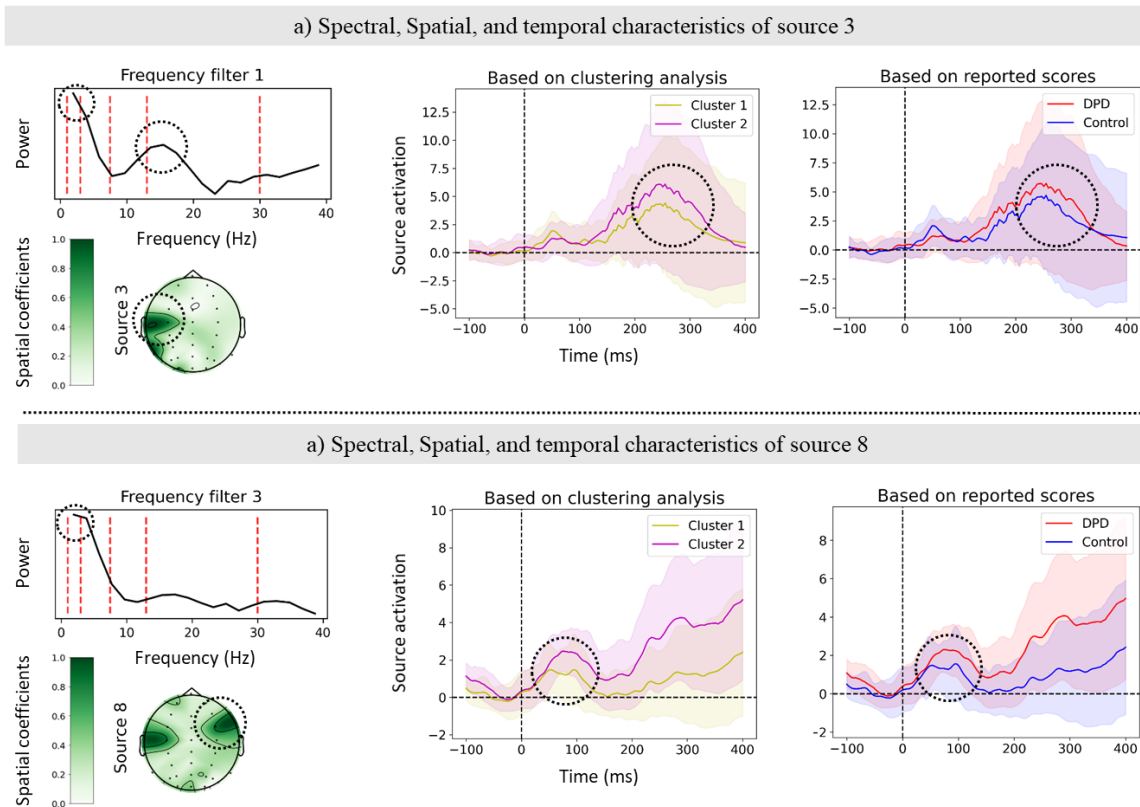 a) Spectral, Spatial, and temporal characteristics of source 3
Frequency filter 1
Power
0 10 20 30 40
Frequency (Hz)
Spatial coefficients
1.0
0.8
0.6
0.4
0.2
0.0
Source 3
Based on clustering analysis
Cluster 1
Cluster 2
Source activation
12.5
10.0
7.5
5.0
2.5
0.0
−2.5
−5.0
−100 0 100 200 300 400
Time (ms)
Based on reported scores
DPD
Control
12.5
10.0
7.5
5.0
2.5
0.0
−2.5
−5.0
−100 0 100 200 300 400
a) Spectral, Spatial, and temporal characteristics of source 8
Frequency filter 3
Power
0 10 20 30 40
Frequency (Hz)
Spatial coefficients
1.0
0.8
0.6
0.4
0.2
0.0
Source 8
Based on clustering analysis
Cluster 1
Cluster 2
Source activation
10
8
6
4
2
0
−2
−100 0 100 200 300 400
Time (ms)
Based on reported scores
DPD
Control
8
6
4
2
0
−2
−100 0 100 200 300 400